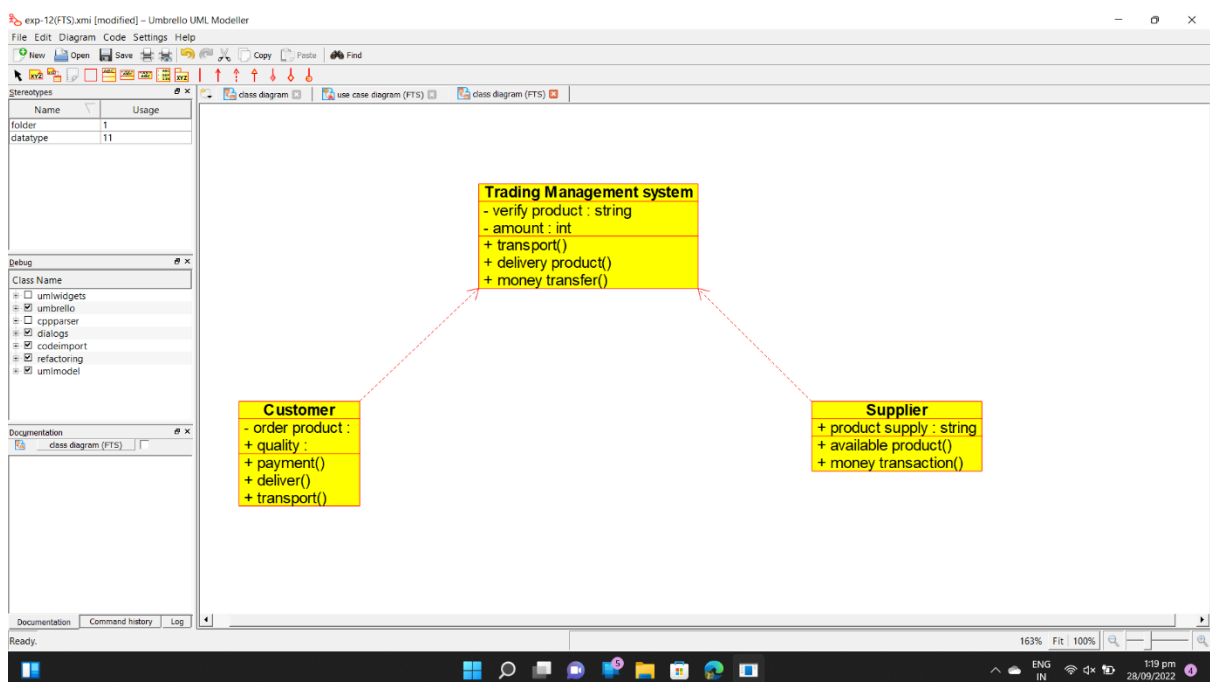 exp-12(FTS).xmi [modified] – Umbrello UML Modeller
File Edit Diagram Code Settings Help
New Open Save Copy Paste Find
Stereotypes
class diagram use case diagram (FTS) class diagram (FTS)
Name Usage
folder 1
datatype 11
Trading Management system
- verify product : string
- amount : int
+ transport()
+ delivery product()
+ money transfer()
Debug
Class Name
umlwidgets
umbrello
cppparser
dialogs
codeimport
refactoring
umlmodel
Customer
- order product :
+ quality :
+ payment()
+ deliver()
+ transport()
Supplier
+ product supply : string
+ available product()
+ money transaction()
Documentation
class diagram (FTS)
Documentation Command history Log
Ready.
163% Fit 100%
5
ENG
IN
1:19 pm
28/09/2022
4